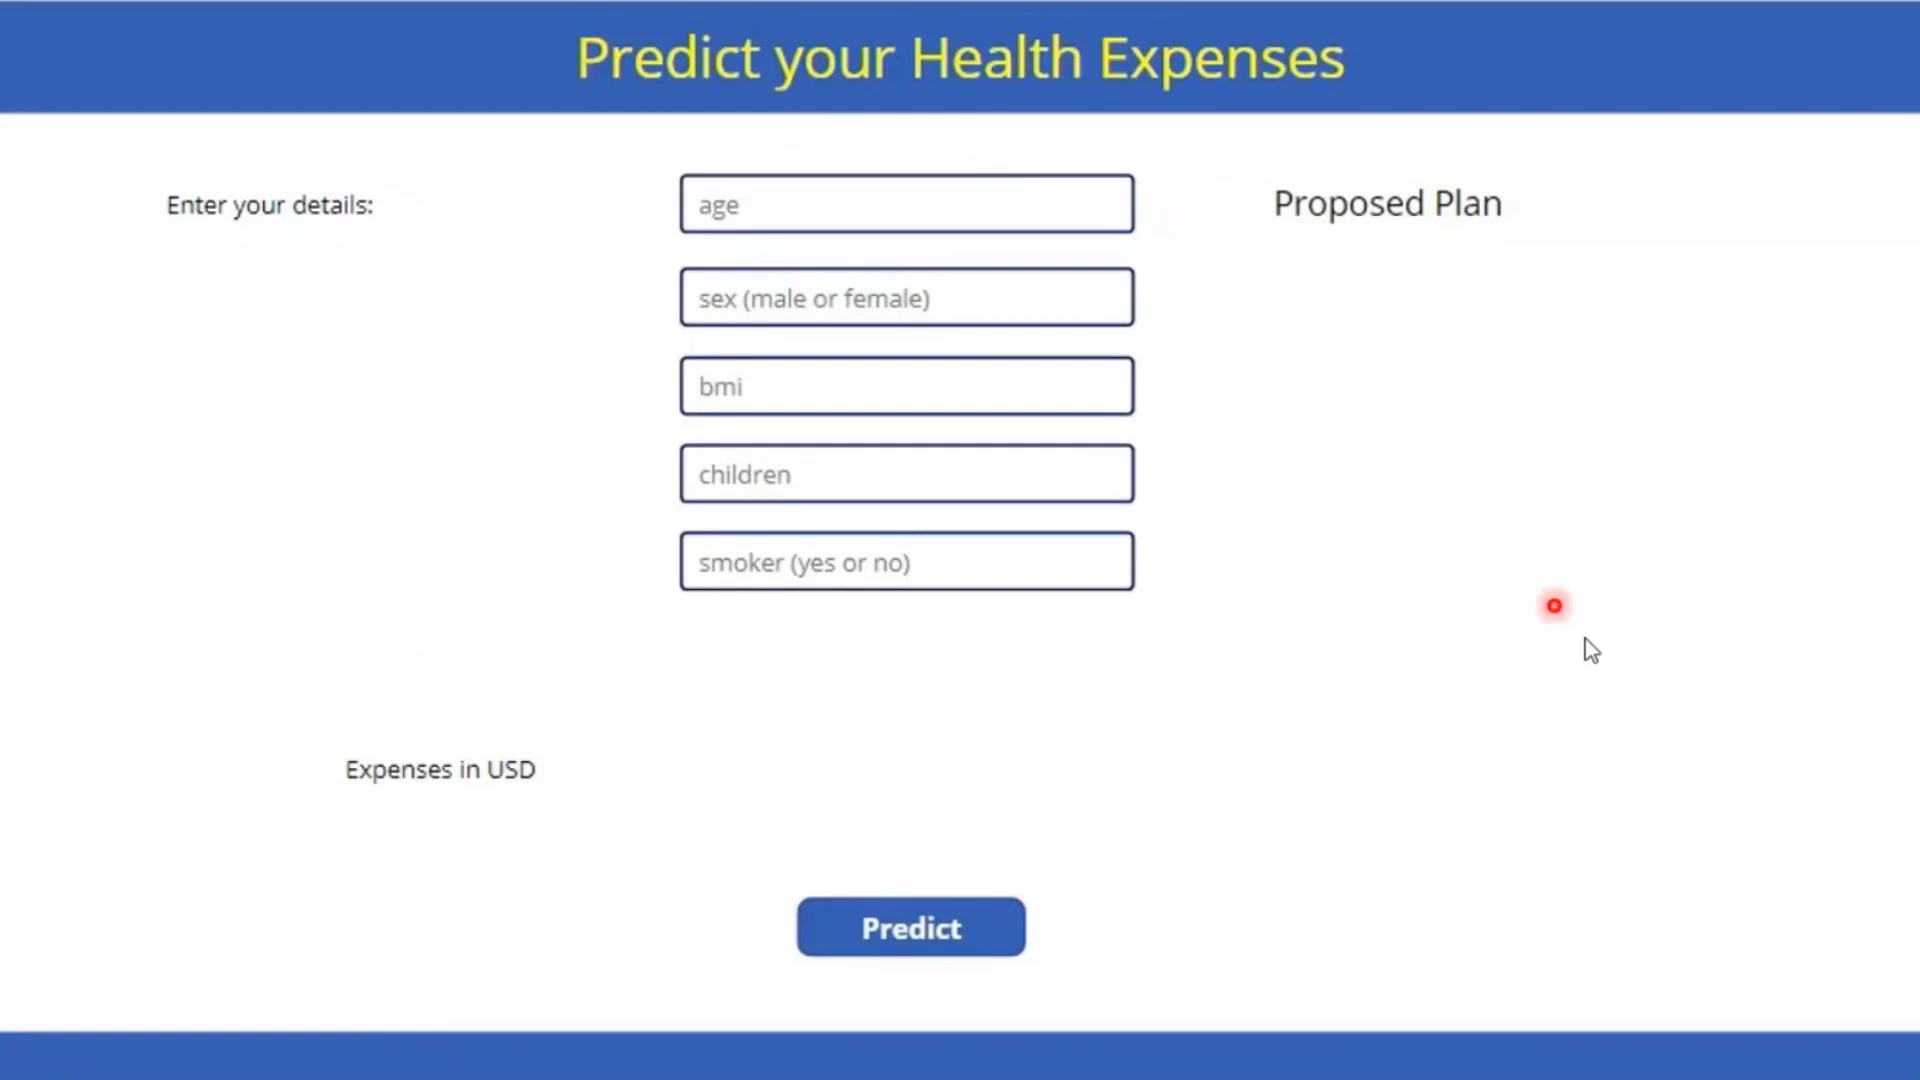 Predict your Health Expenses
Enter your details:
age
Proposed Plan
sex (male or female)
bmi
children
smoker (yes or no)
Expenses in USD
Predict